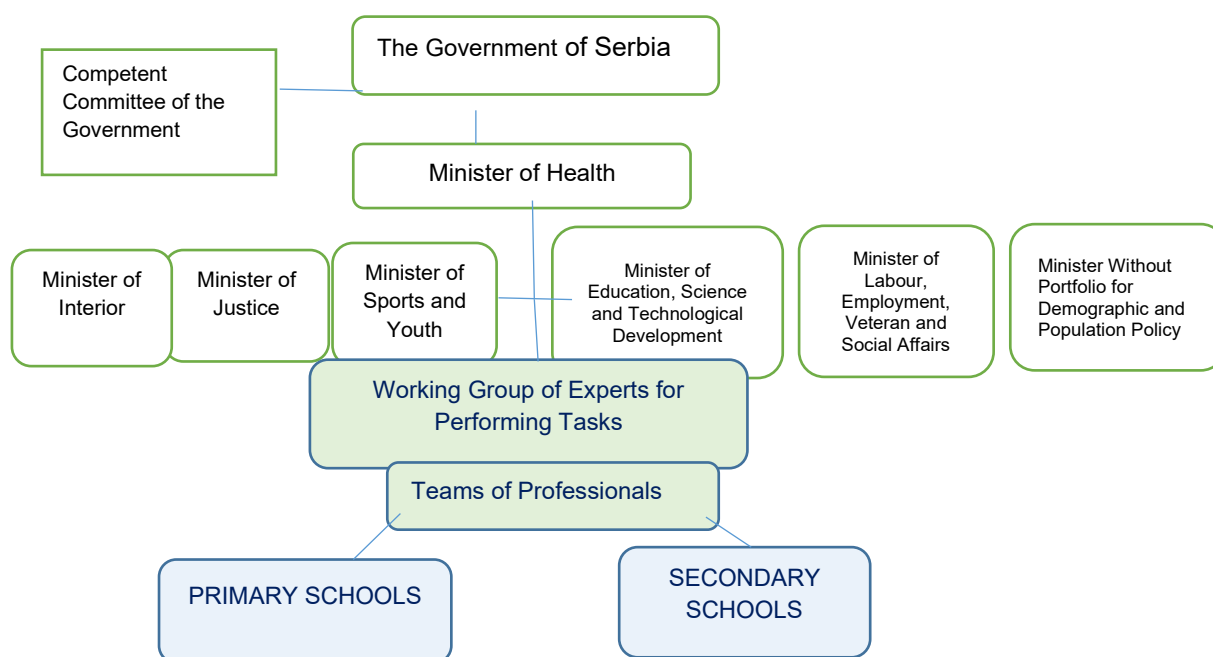 The Government of Serbia
Competent
Committee of the
Government
Minister of Health
Minister of
Interior
Minister of
Justice
Minister of
Sports and
Youth
Minister of
Education, Science
and Technological
Development
Minister of
Labour,
Employment,
Veteran and
Social Affairs
Minister Without
Portfolio for
Demographic and
Population Policy
Working Group of Experts for
Performing Tasks
Teams of Professionals
PRIMARY SCHOOLS
SECONDARY
SCHOOLS